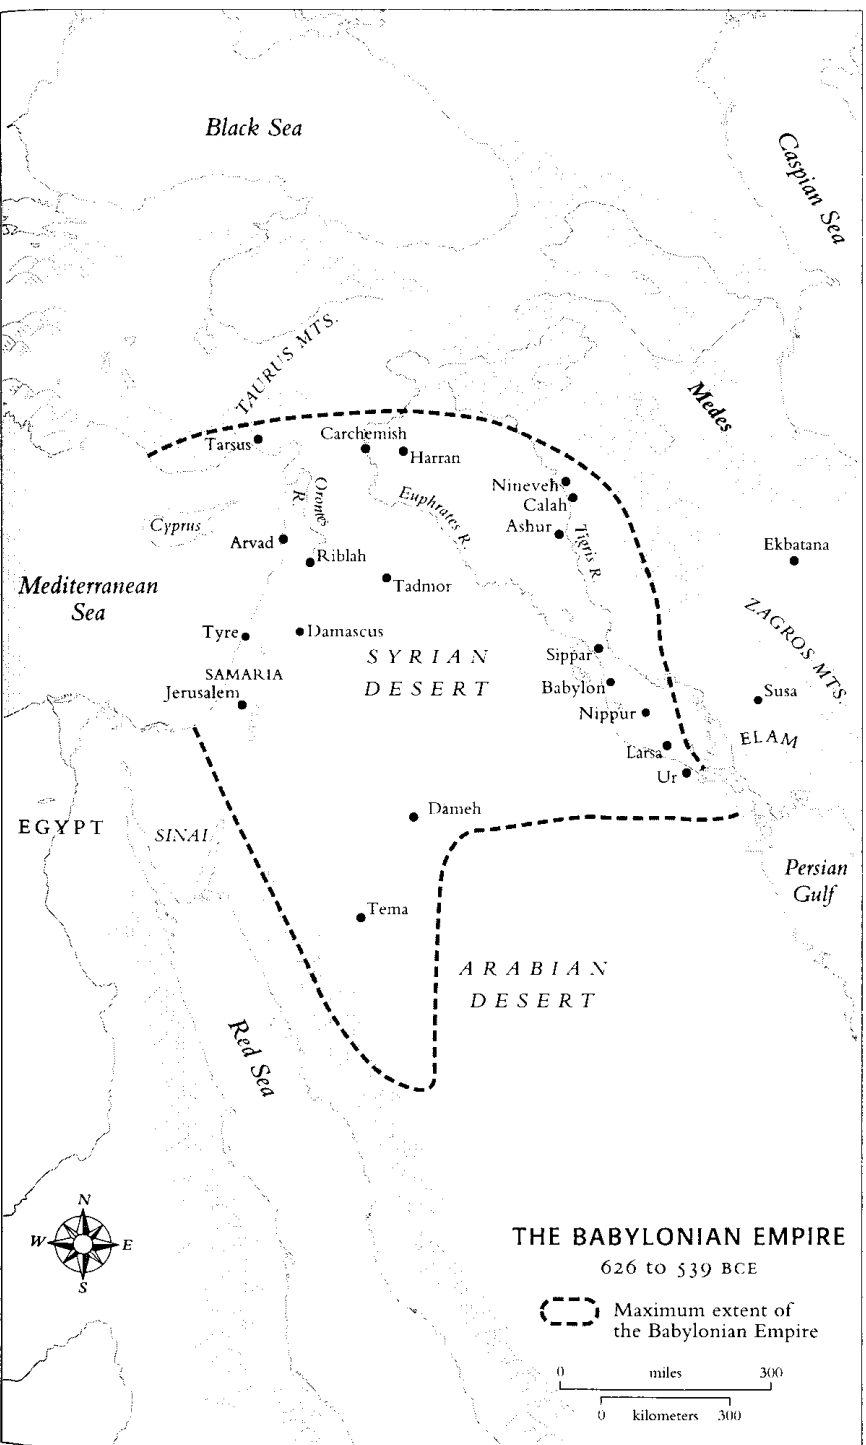 Black Sea
Caspian Sea
TAURUS MTS.
Medes
Tarsus
Carchemish
Harran
Nineveh
Calah
Ashur
Orontes
R.
Euphrates R.
Tigris R
Cyprus
Arvad
Riblah
Tadmor
Ekbatana
Mediterranean
Sea
ZAGROS MTS.
Tyre
Damascus
SYRIAN
DESERT
Sippar
SAMARIA
Jerusalem
Babylon
Susa
Nippur
ELAM
Larsa
Ur
EGYPT
SINAI
Dameh
Persian
Gulf
Tema
ARABIAN
DESERT
Red Sea
N
W
E
S
THE BABYLONIAN EMPIRE
626 to 539 BCE
Maximum extent of
the Babylonian Empire
0 miles 300
0 kilometers 300